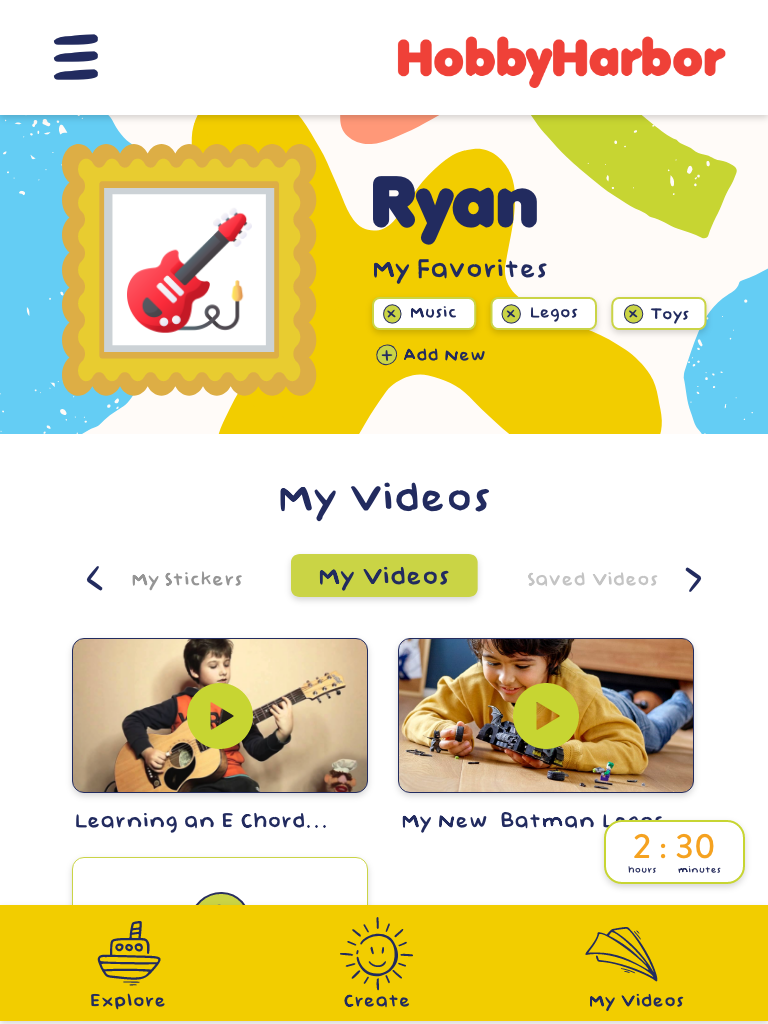 HobbyHarbor
Ryan
My Favorites
Music Legos Toys
Add New
My Videos
My Stickers My Videos Saved Videos
Learning an E Chord... My New Batman Legos
2 : 30
hours minutes
Explore Create My Videos